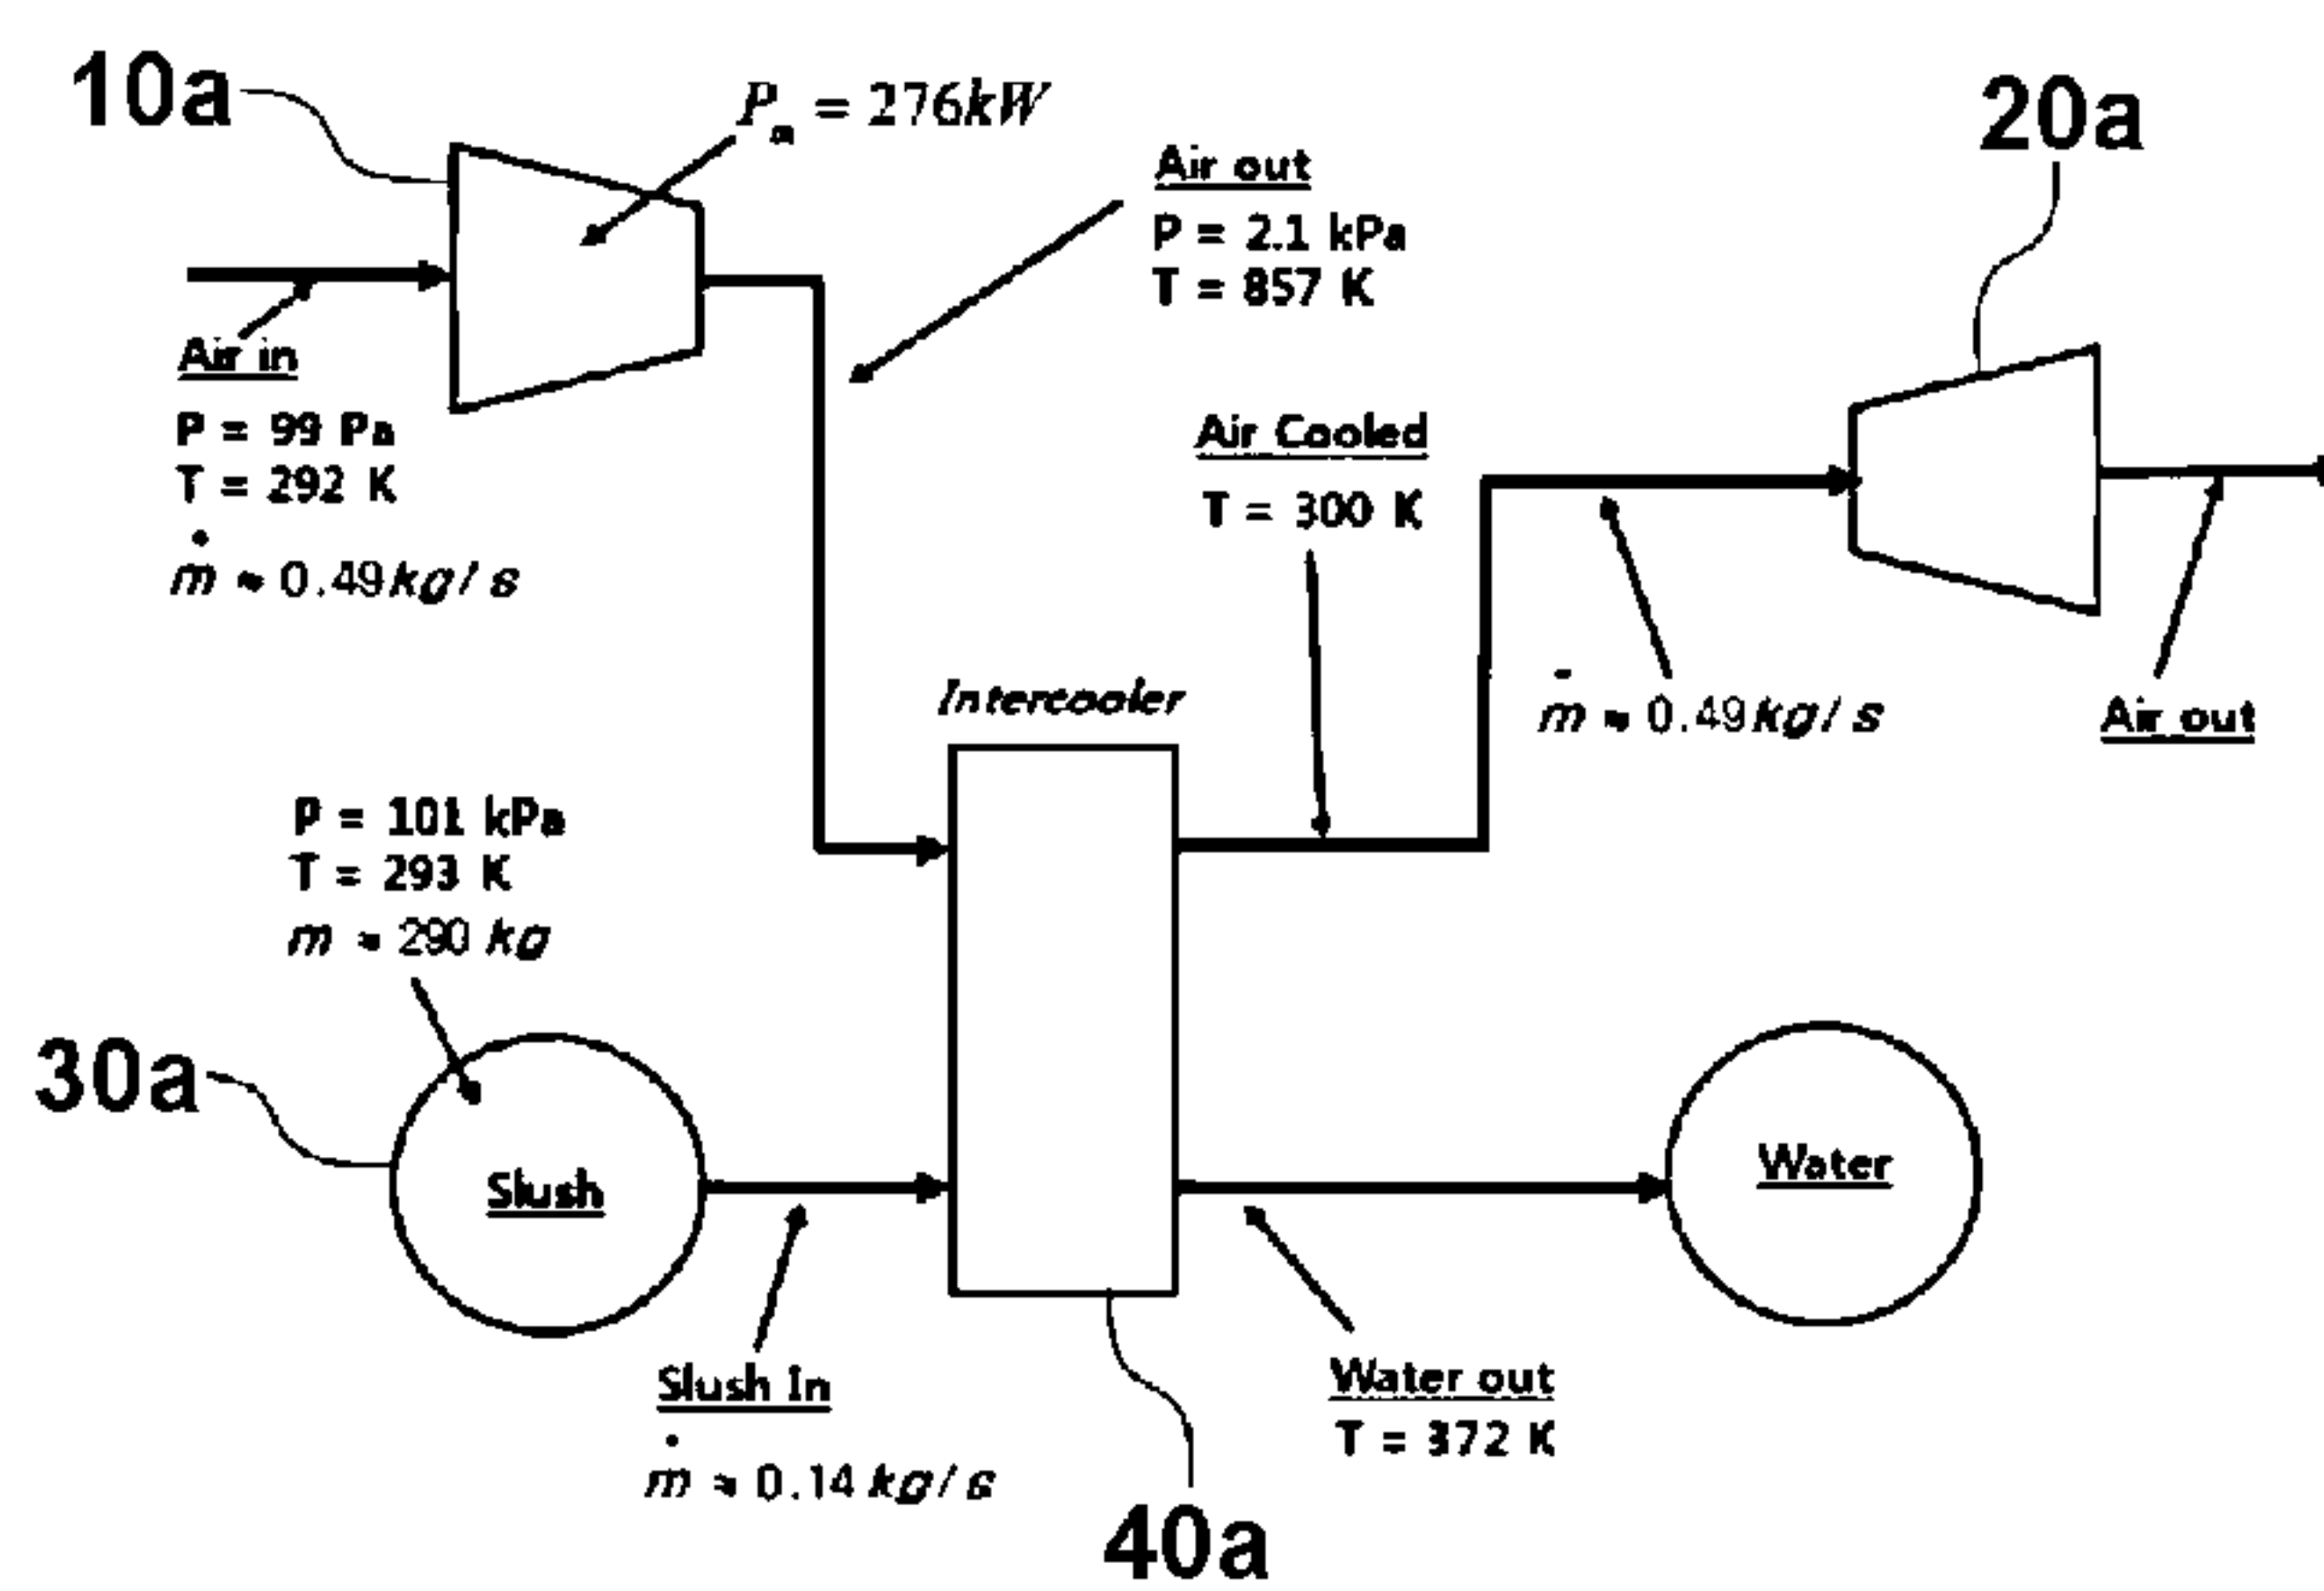 10a
P a = 276kW
20a
Air out
P = 2.1 kPa
T = 857 K
Air in
P = 99 Pa
T = 292 K
ṁ ≈ 0.49kg/s
Air Cooled
T = 300 K
Intercooler
ṁ ≈ 0.49kg/s
Air out
P = 101 kPa
T = 293 K
m ≈ 290 kg
30a
Slush
Water
Slush In
ṁ ≈ 0.14kg/s
Water out
T = 372 K
40a